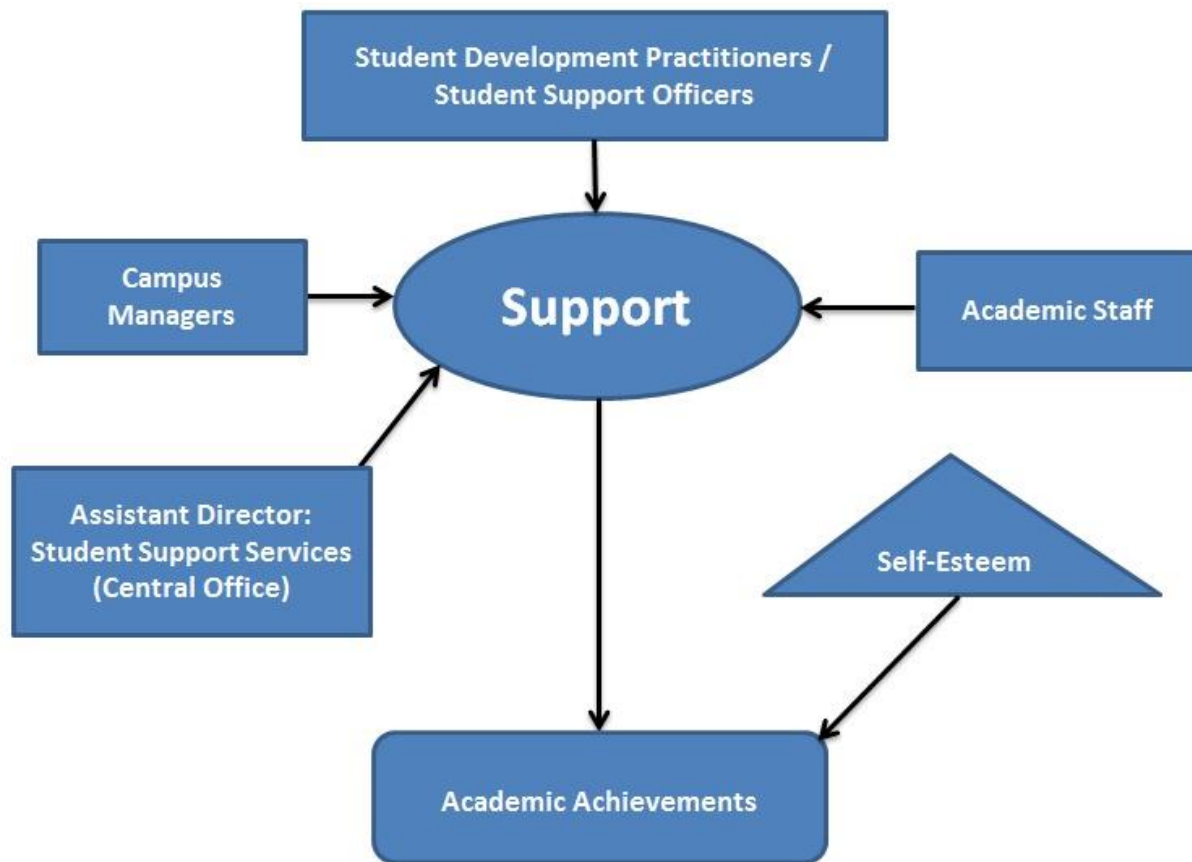 Student Development Practitioners /
Student Support Officers
Campus
Managers
Support
Academic Staff
Assistant Director:
Student Support Services
(Central Office)
Self-Esteem
Academic Achievements